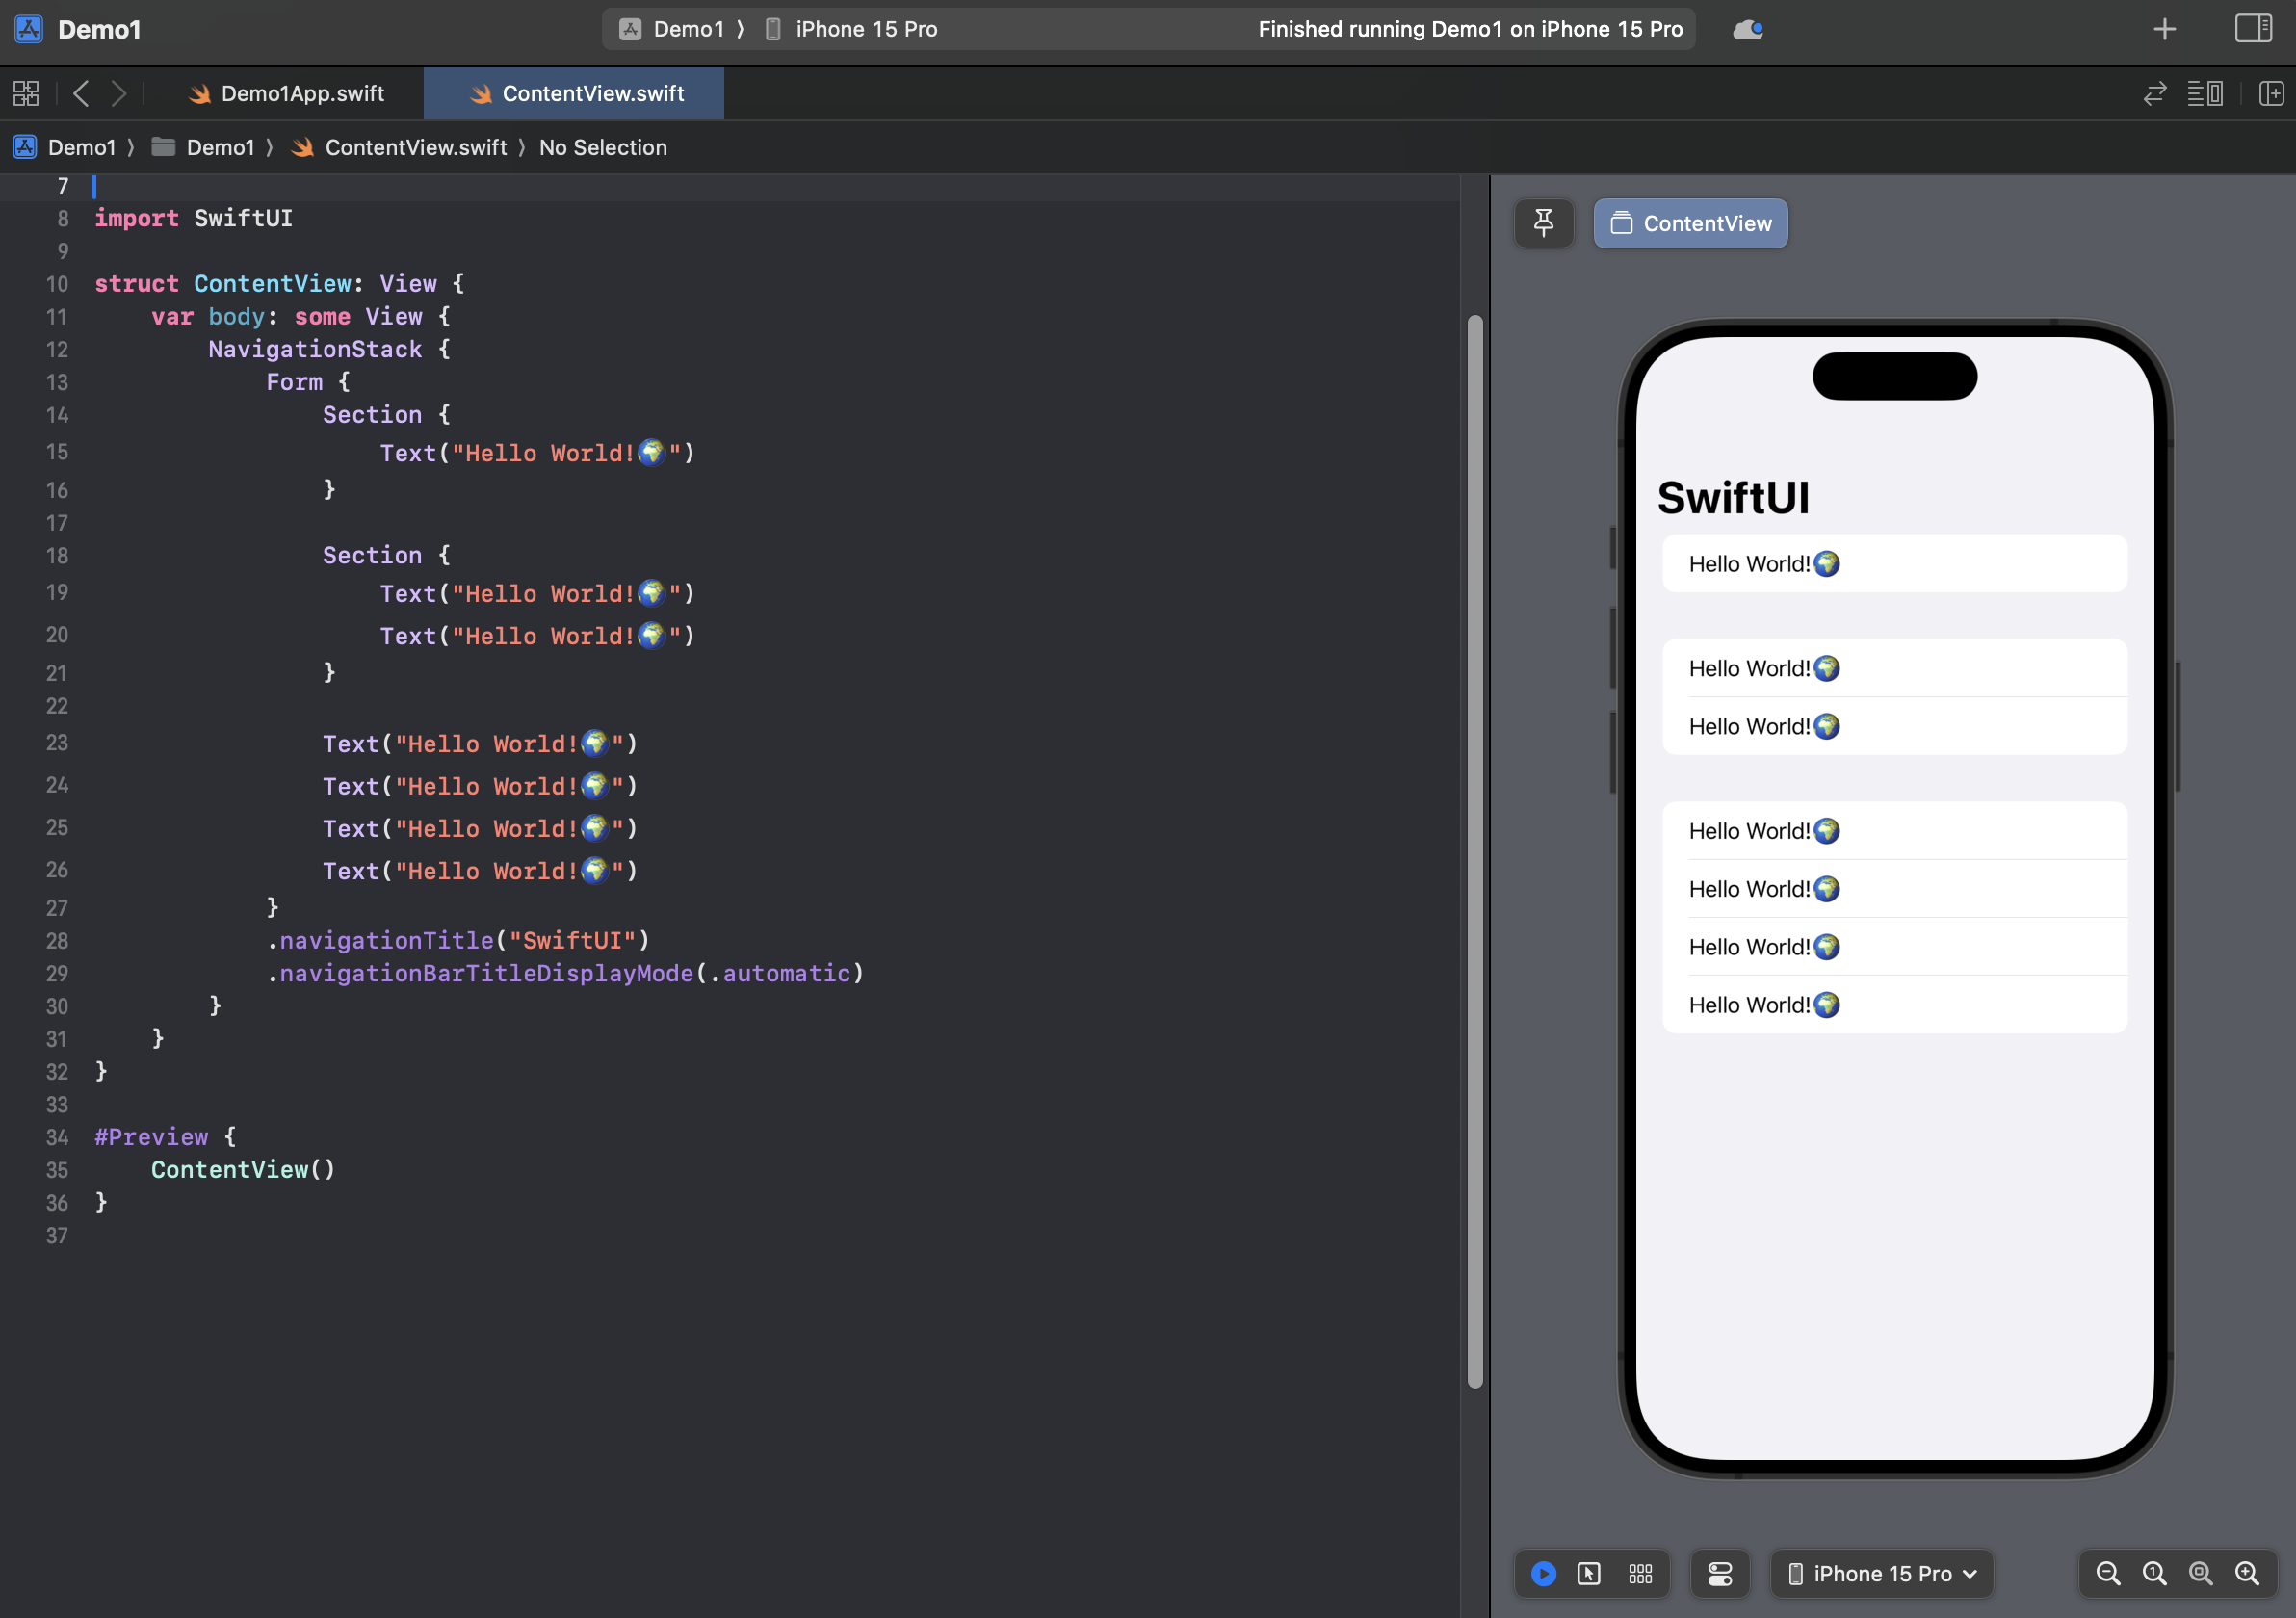 Demo1
Demo1 ⟩ iPhone 15 Pro
Finished running Demo1 on iPhone 15 Pro
Demo1App.swift
ContentView.swift
Demo1 ⟩ Demo1 ⟩ ContentView.swift ⟩ No Selection
7
8 import SwiftUI
9
10 struct ContentView: View {
11     var body: some View {
12         NavigationStack {
13             Form {
14                 Section {
15                     Text("Hello World!🌍")
16                 }
17
18                 Section {
19                     Text("Hello World!🌍")
20                     Text("Hello World!🌍")
21                 }
22
23                 Text("Hello World!🌍")
24                 Text("Hello World!🌍")
25                 Text("Hello World!🌍")
26                 Text("Hello World!🌍")
27             }
28             .navigationTitle("SwiftUI")
29             .navigationBarTitleDisplayMode(.automatic)
30         }
31     }
32 }
33
34 #Preview {
35     ContentView()
36 }
37
ContentView
SwiftUI
Hello World!🌍
Hello World!🌍
Hello World!🌍
Hello World!🌍
Hello World!🌍
Hello World!🌍
Hello World!🌍
iPhone 15 Pro